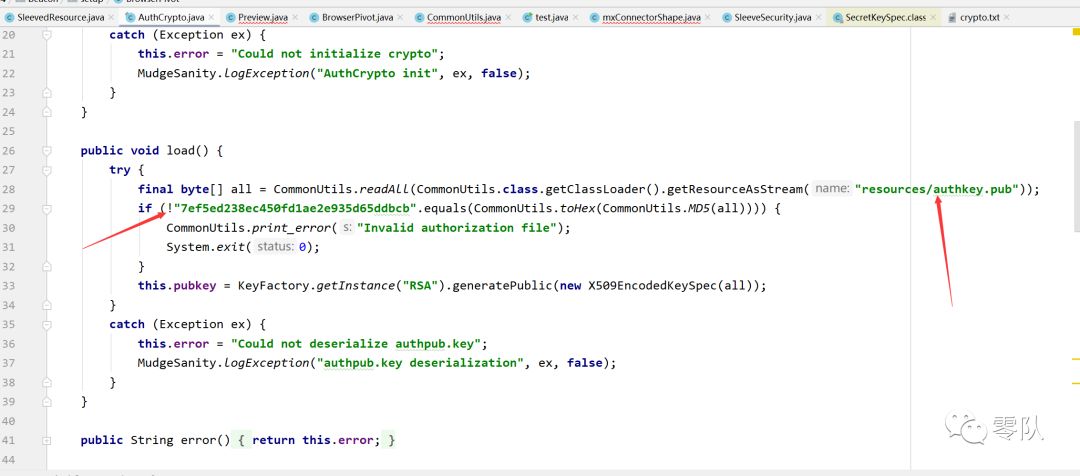 setup BrowserPivot
SleevedResource.java × AuthCrypto.java × Preview.java × BrowserPivot.java × CommonUtils.java × test.java × mxConnectorShape.java × SleeveSecurity.java × SecretKeySpec.class × crypto.txt ×
20 catch (Exception ex) {
21 this.error = "Could not initialize crypto";
22 MudgeSanity.logException("AuthCrypto init", ex, false);
23 }
24 }
25
26 public void load() {
27 try {
28 final byte[] all = CommonUtils.readAll(CommonUtils.class.getClassLoader().getResourceAsStream( name: "resources/authkey.pub"));
29 if (!"7ef5ed238ec450fd1ae2e935d65ddbcb".equals(CommonUtils.toHex(CommonUtils.MD5(all)))) {
30 CommonUtils.print_error( s: "Invalid authorization file");
31 System.exit( status: 0);
32 }
33 this.pubkey = KeyFactory.getInstance("RSA").generatePublic(new X509EncodedKeySpec(all));
34 }
35 catch (Exception ex) {
36 this.error = "Could not deserialize authpub.key";
37 MudgeSanity.logException("authpub.key deserialization", ex, false);
38 }
39 }
40
41 public String error() { return this.error; }
44
零队